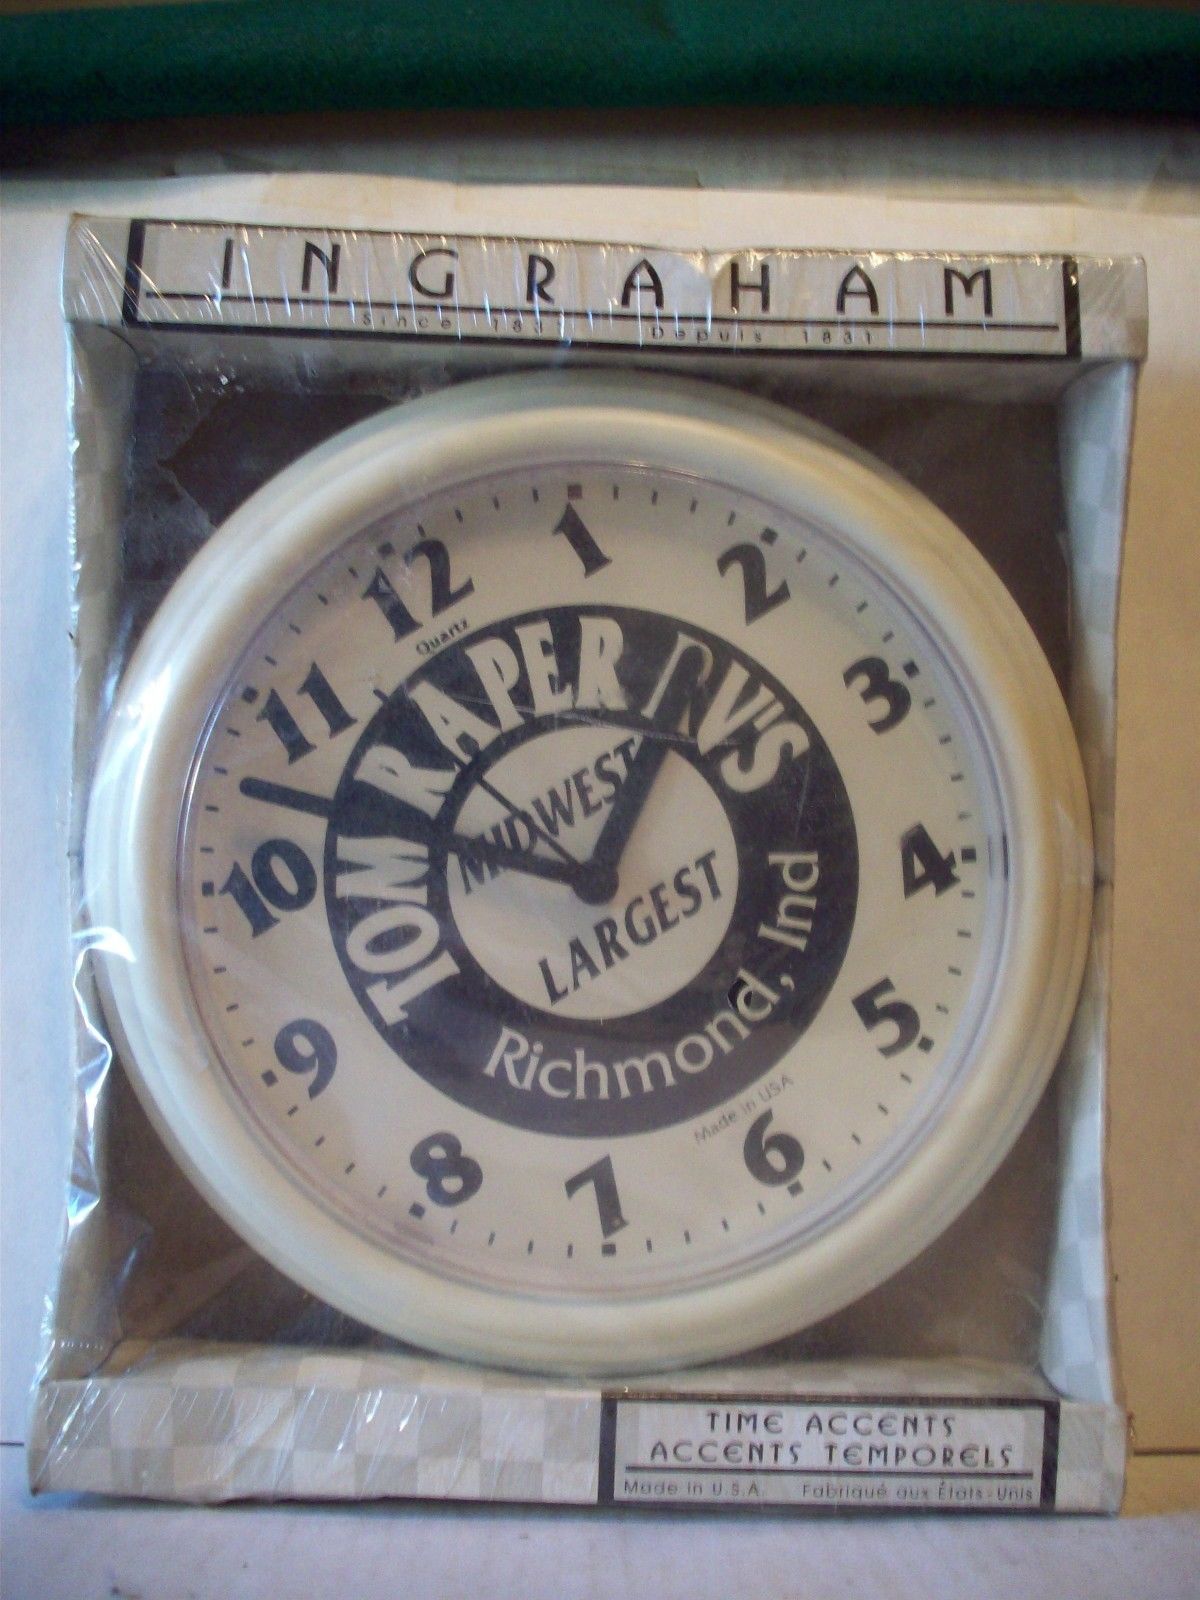 INGRAHAM
Since 1831 Depuis 1831
12
1
2
3
4
5
6
7
8
9
10
11
Quartz
TOM RAPER RV'S
MIDWEST
LARGEST
Richmond, Ind
Made in USA
TIME ACCENTS
ACCENTS TEMPORELS
Made in U.S.A. Fabriqué aux États-Unis